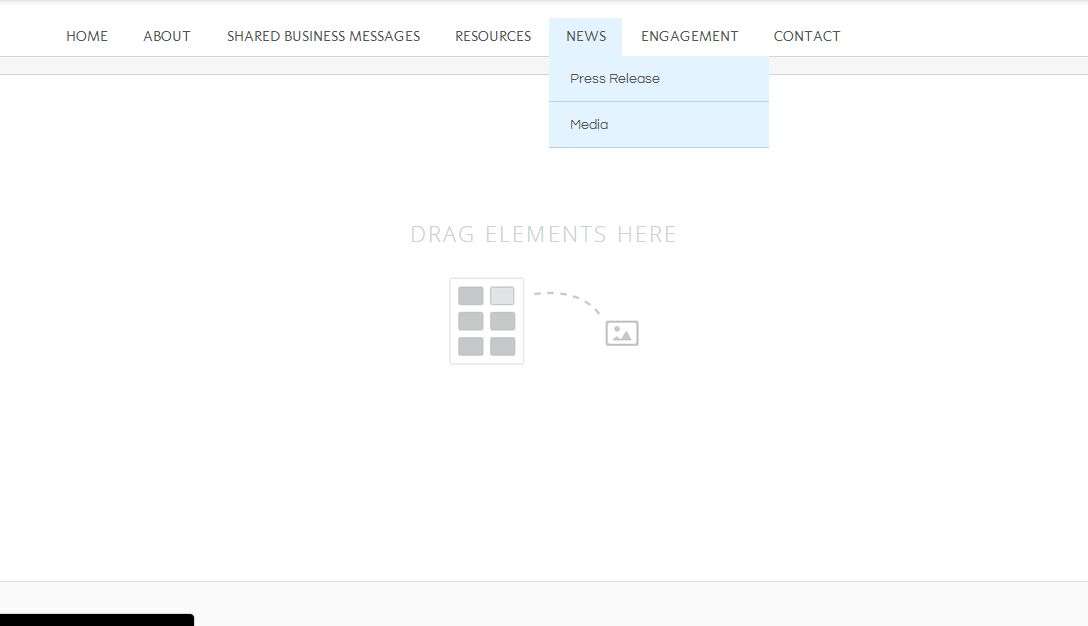 HOME ABOUT SHARED BUSINESS MESSAGES RESOURCES NEWS ENGAGEMENT CONTACT
Press Release
Media
DRAG ELEMENTS HERE